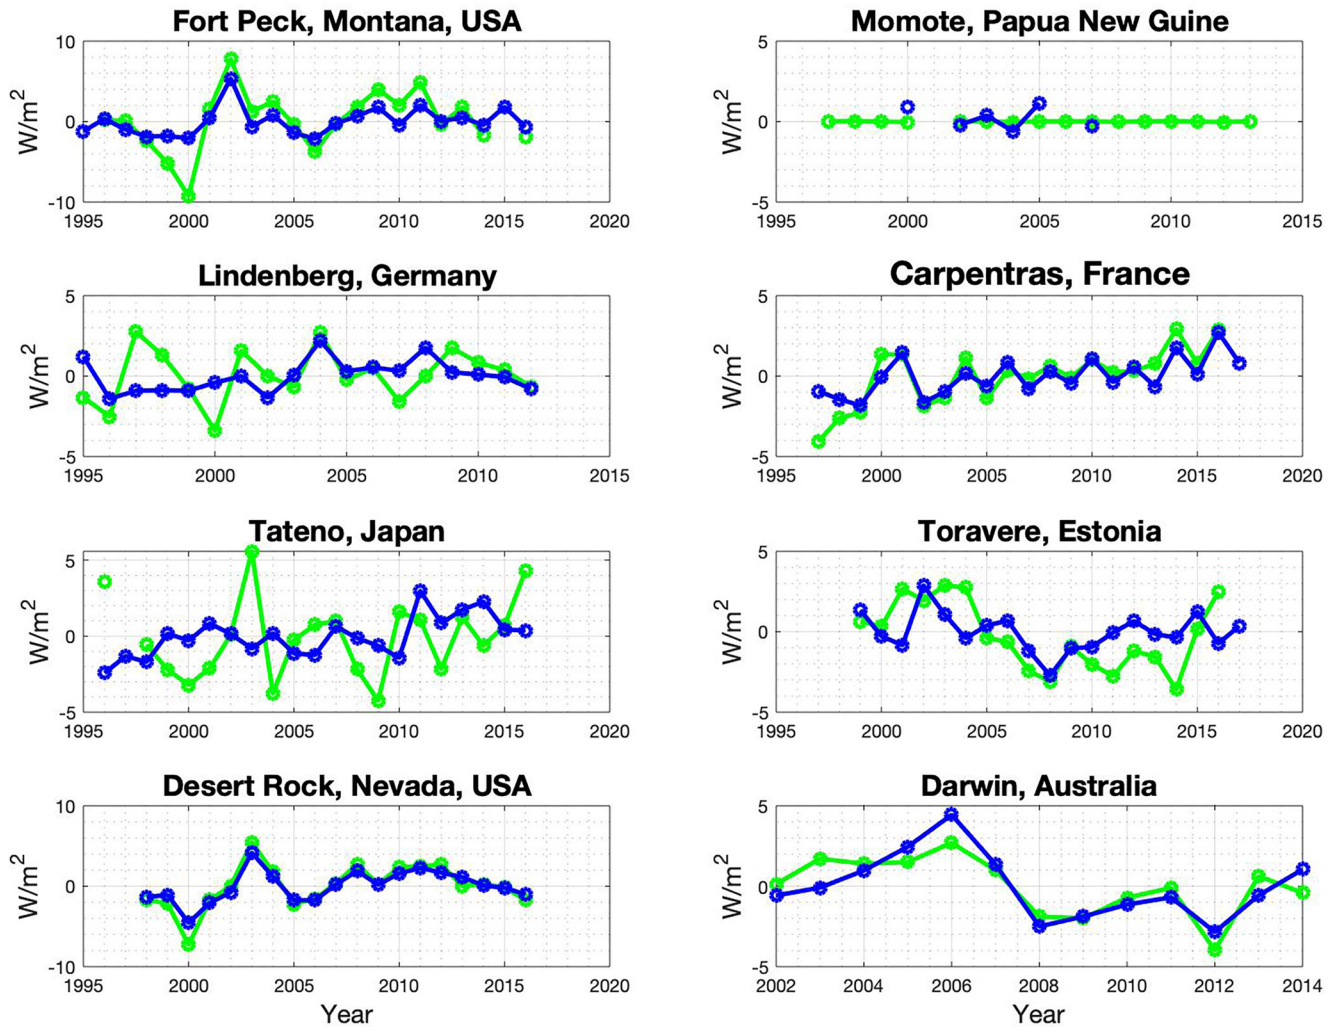 Fort Peck, Montana, USA
W/m2
10
0
-10
1995 2000 2005 2010 2015 2020
Momote, Papua New Guine
W/m2
5
0
-5
1995 2000 2005 2010 2015
Lindenberg, Germany
W/m2
5
0
-5
1995 2000 2005 2010 2015
Carpentras, France
W/m2
5
0
-5
1995 2000 2005 2010 2015 2020
Tateno, Japan
W/m2
5
0
-5
1995 2000 2005 2010 2015 2020
Toravere, Estonia
W/m2
5
0
-5
1995 2000 2005 2010 2015 2020
Desert Rock, Nevada, USA
W/m2
10
0
-10
1995 2000 2005 2010 2015 2020
Year
Darwin, Australia
W/m2
5
0
-5
2002 2004 2006 2008 2010 2012 2014
Year